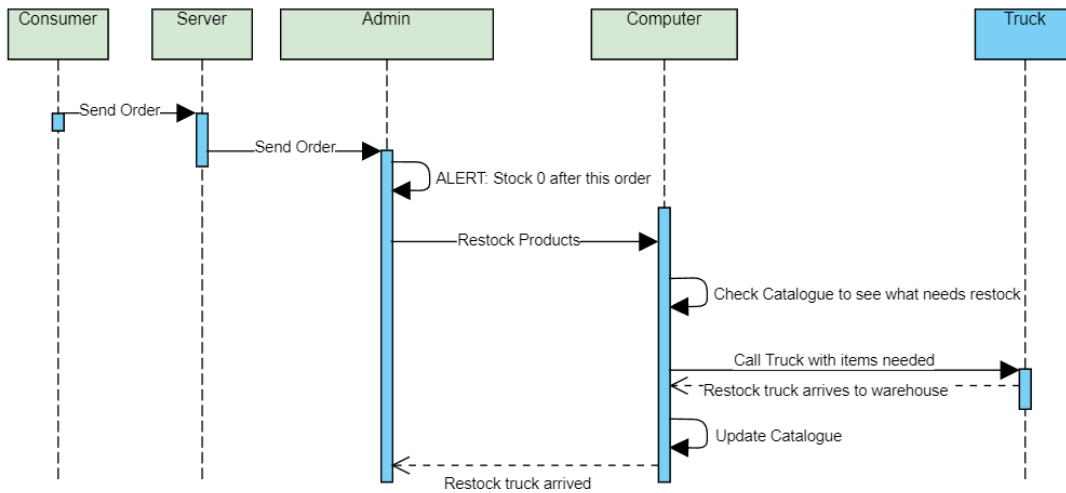 Consumer
Server
Admin
Computer
Truck
Send Order
Send Order
ALERT: Stock 0 after this order
Restock Products
Check Catalogue to see what needs restock
Call Truck with items needed
Restock truck arrives to warehouse
Update Catalogue
Restock truck arrived